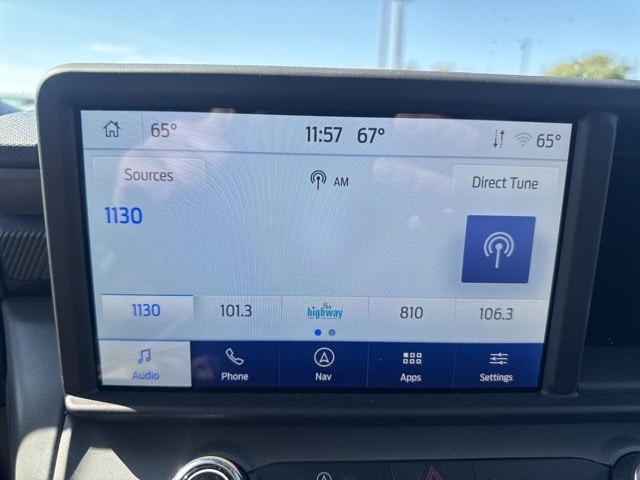 65° 11:57 67° 65°
Sources AM Direct Tune
1130
1130 101.3 the highway 810 106.3
Audio Phone Nav Apps Settings